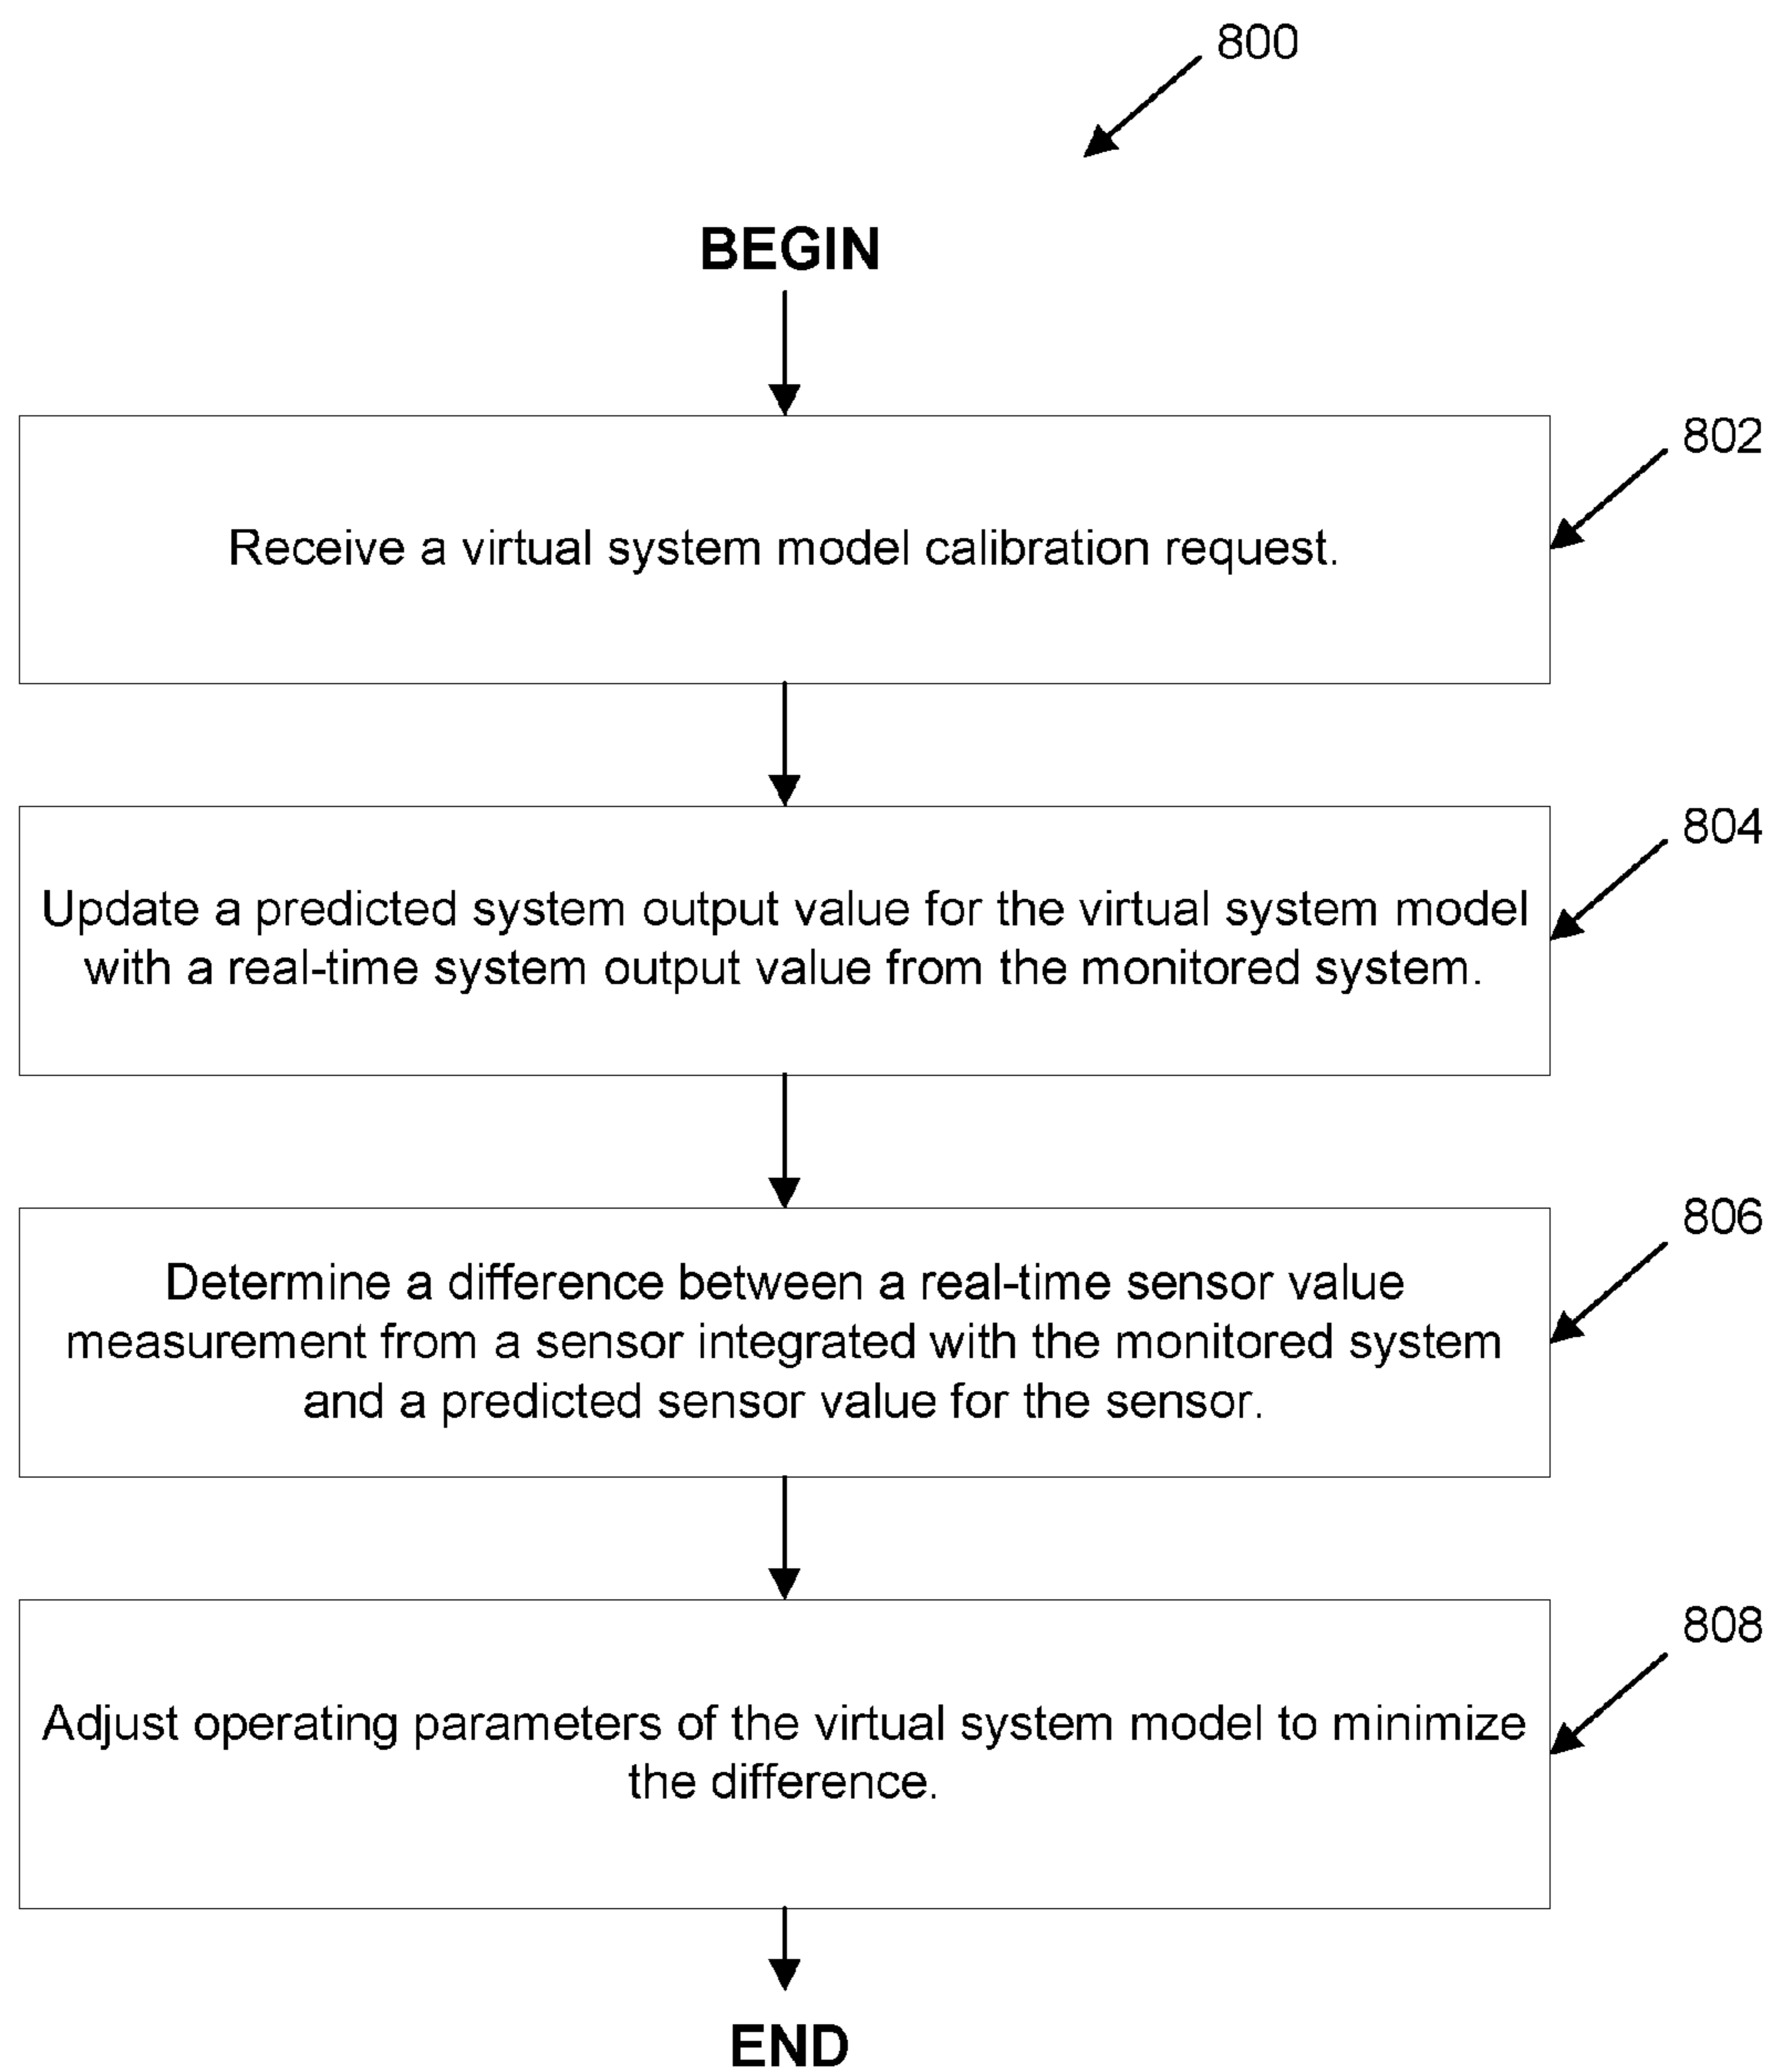 800
BEGIN
802
Receive a virtual system model calibration request.
804
Update a predicted system output value for the virtual system model
with a real-time system output value from the monitored system.
806
Determine a difference between a real-time sensor value
measurement from a sensor integrated with the monitored system
and a predicted sensor value for the sensor.
808
Adjust operating parameters of the virtual system model to minimize
the difference.
END